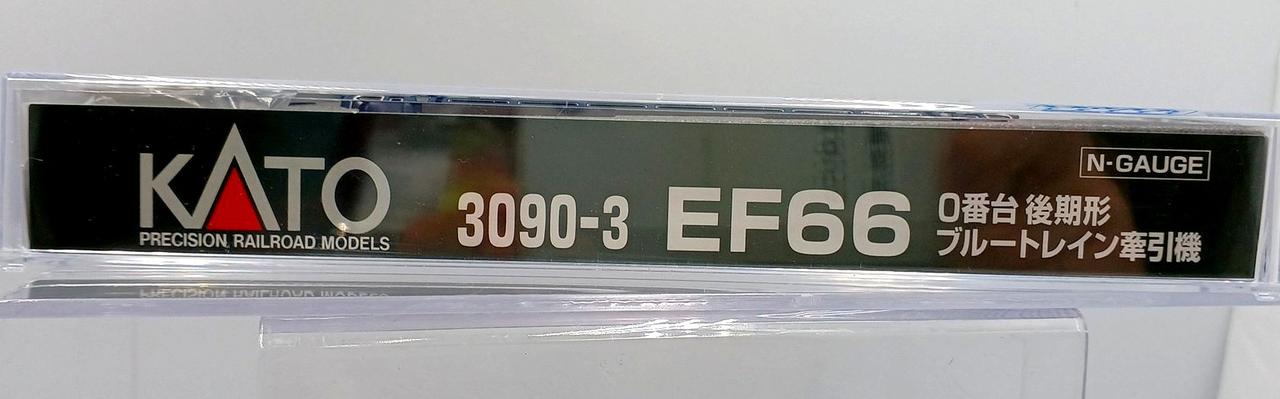 KATO
PRECISION RAILROAD MODELS
3090-3
EF66
0番台 後期形
ブルートレイン牽引機
N-GAUGE